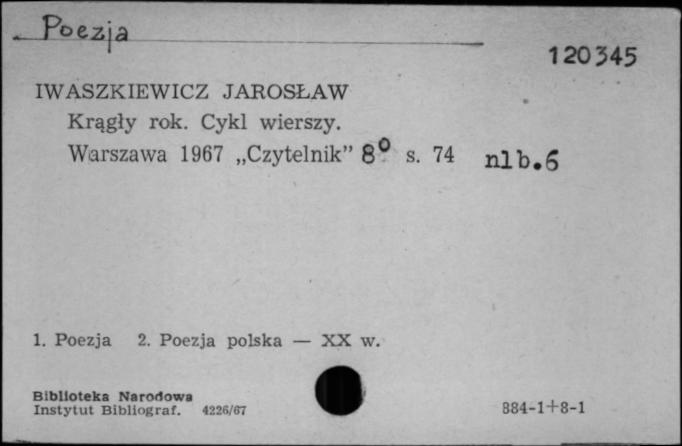 Poezja
120345
IWASZKIEWICZ JAROSŁAW
Krągły rok. Cykl wierszy.
Warszawa 1967 „Czytelnik” 8° s. 74 nlb.6
1. Poezja 2. Poezja polska — XX w.
Biblioteka Narodowa
Instytut Bibliograf. 4226/67
884-1+8-1